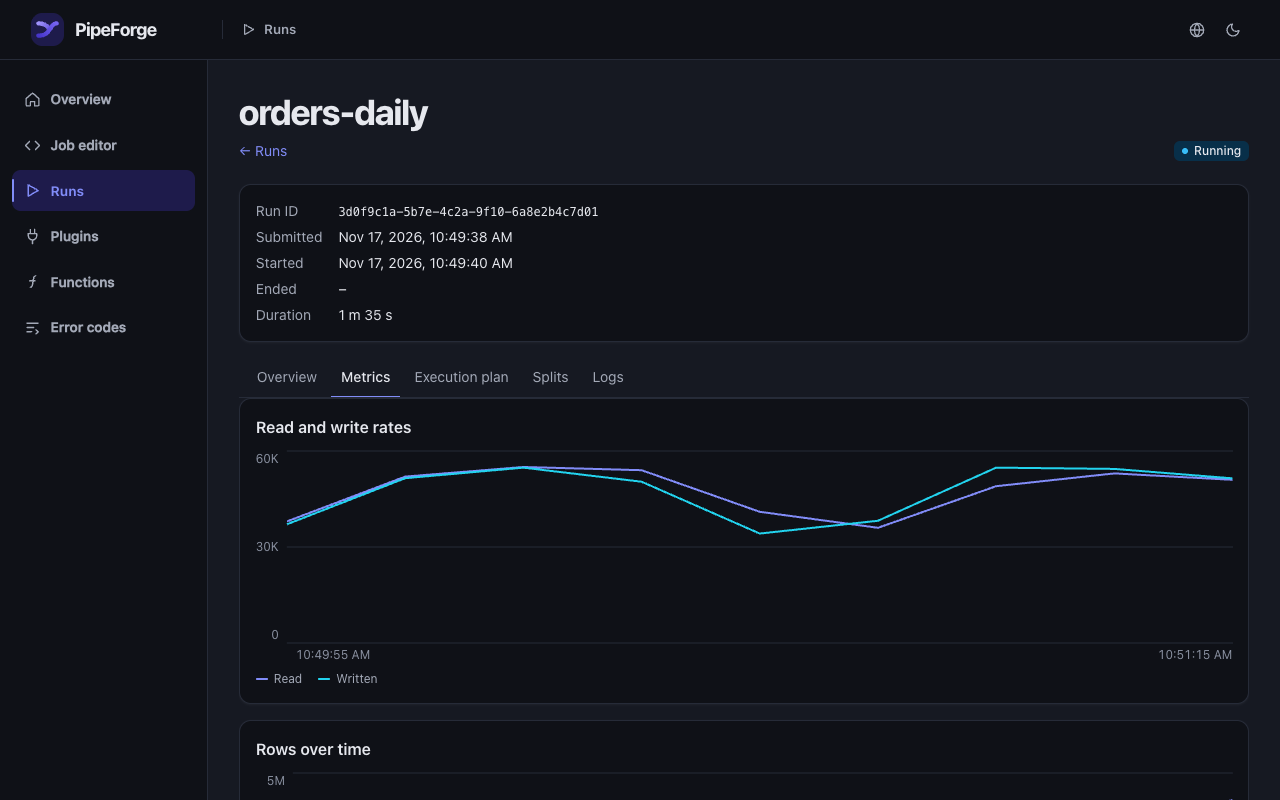 PipeForge
Runs
Overview
Job editor
Runs
Plugins
Functions
Error codes
orders-daily
← Runs
Running
Run ID 3d0f9c1a-5b7e-4c2a-9f10-6a8e2b4c7d01
Submitted Nov 17, 2026, 10:49:38 AM
Started Nov 17, 2026, 10:49:40 AM
Ended –
Duration 1 m 35 s
Overview Metrics Execution plan Splits Logs
Read and write rates
60K
30K
0
10:49:55 AM 10:51:15 AM
Read Written
Rows over time
5M